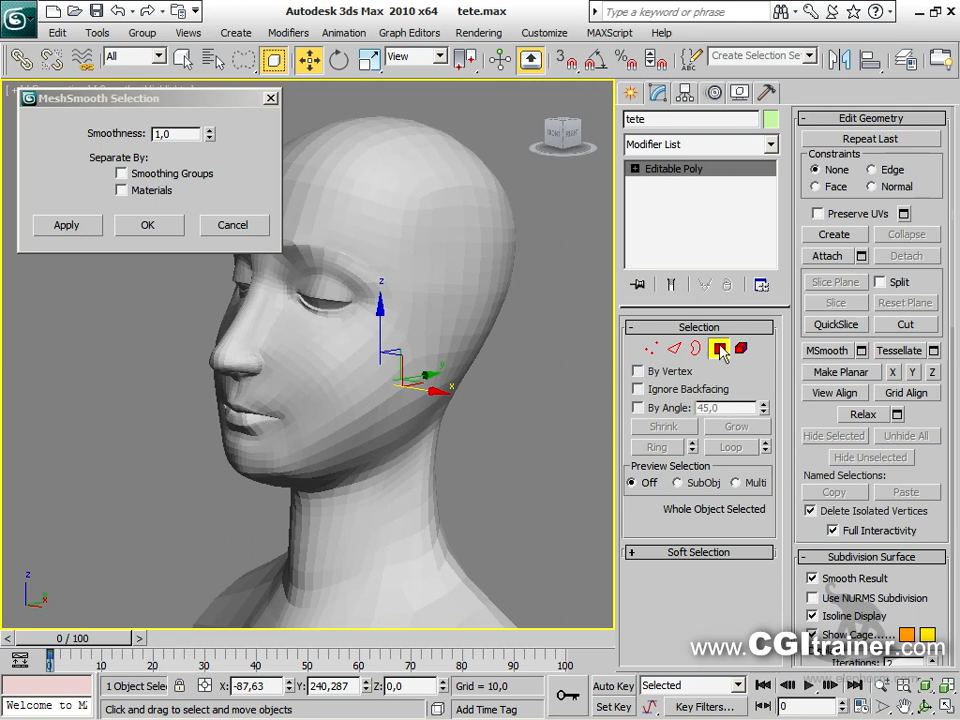 Autodesk 3ds Max 2010 x64 tete.max
Type a keyword or phrase
Edit Tools Group Views Create Modifiers Animation Graph Editors Rendering Customize MAXScript Help
All View Create Selection Se
MeshSmooth Selection
Smoothness: 1,0
Separate By:
Smoothing Groups
Materials
Apply OK Cancel
FRONT RIGHT
z
y
x
z
x
tete
Modifier List
Editable Poly
Selection
By Vertex
Ignore Backfacing
By Angle: 45,0
Shrink Grow
Ring Loop
Preview Selection
Off SubObj Multi
Whole Object Selected
Soft Selection
Edit Geometry
Repeat Last
Constraints
None Edge
Face Normal
Preserve UVs
Create Collapse
Attach Detach
Slice Plane Split
Slice Reset Plane
QuickSlice Cut
MSmooth Tessellate
Make Planar X Y Z
View Align Grid Align
Relax
Hide Selected Unhide All
Hide Unselected
Named Selections:
Copy Paste
Delete Isolated Vertices
Full Interactivity
Subdivision Surface
Smooth Result
Use NURMS Subdivision
Isoline Display
Show Cage......
Iterations: 2
www.CGItrainer.com
0 / 100
0 10 20 30 40 50 60 70 80 90 100
1 Object Sele X: -87,63 Y: 240,287 Z: 0,0 Grid = 10,0 Auto Key Selected
Welcome to M Click and drag to select and move objects Add Time Tag Set Key Key Filters... 0